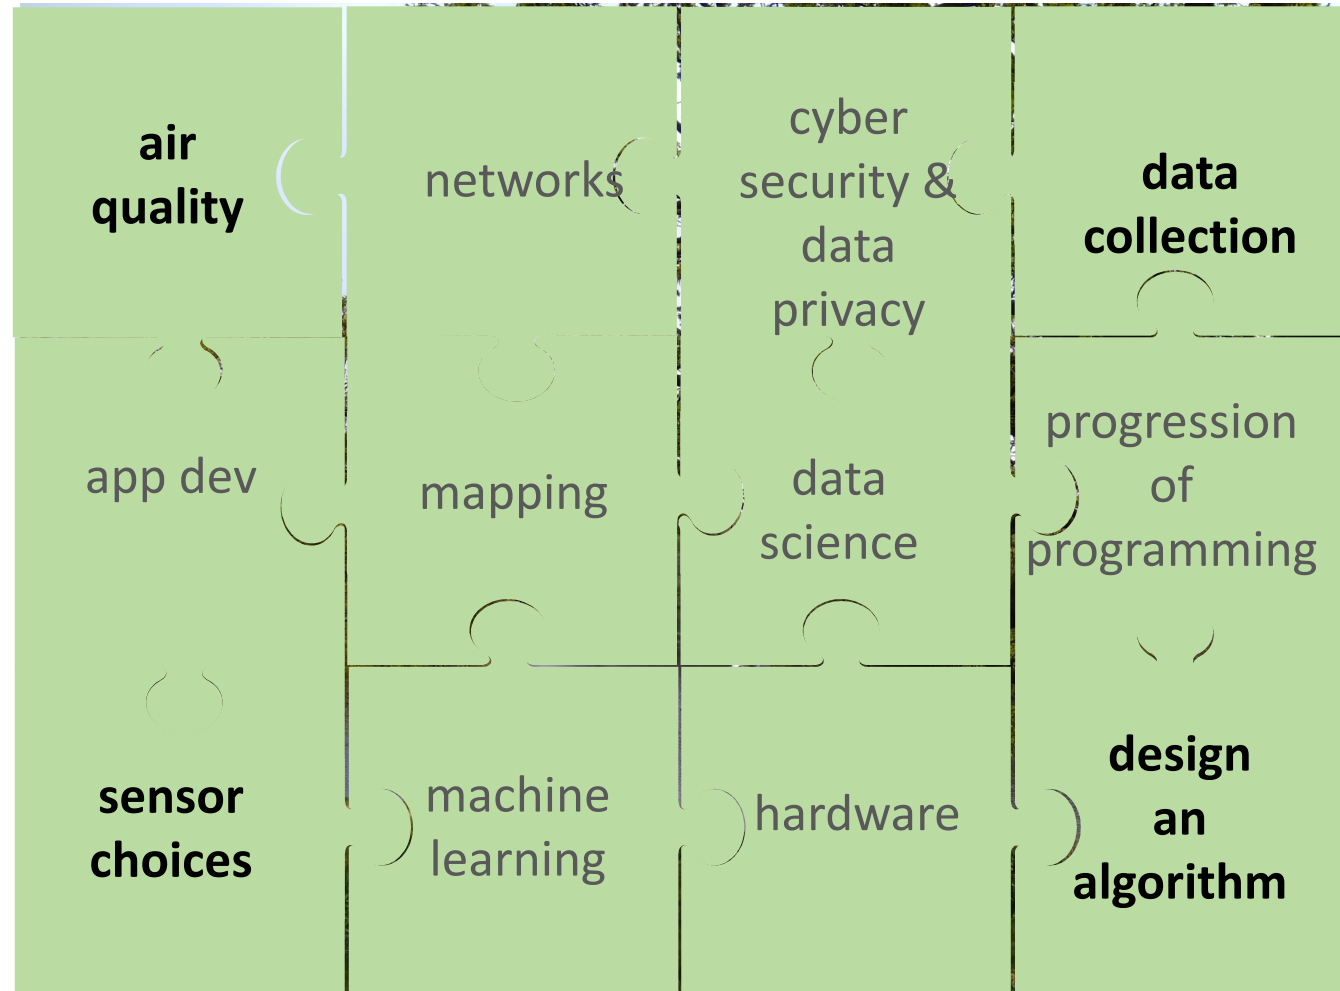 air
quality
networks
cyber
security &
data
privacy
data
collection
app dev
mapping
data
science
progression
of
programming
sensor
choices
machine
learning
hardware
design
an
algorithm